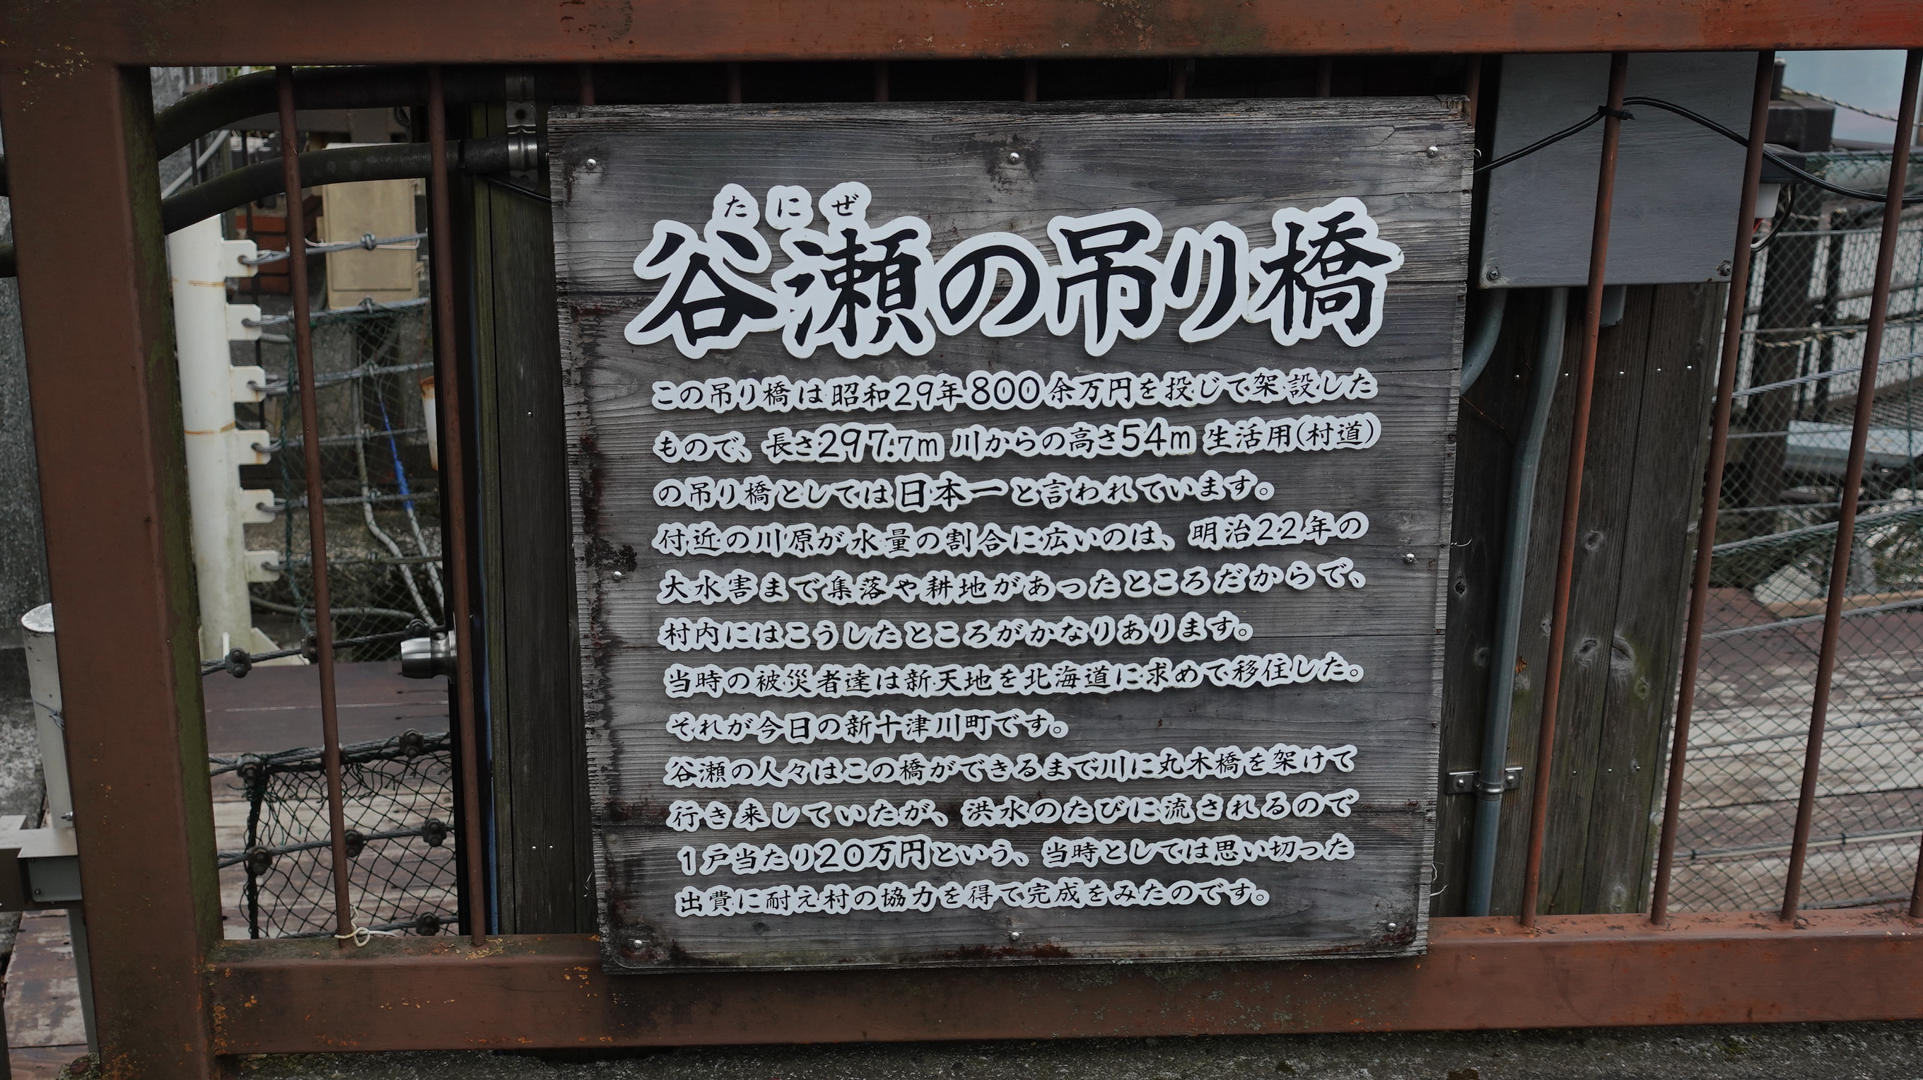 たにぜ
谷瀬の吊り橋
この吊り橋は昭和29年800余万円を投じて架設した
もので、長さ297.7m 川からの高さ54m 生活用(村道)
の吊り橋としては日本一と言われています。
付近の川原が水量の割合に広いのは、明治22年の
大水害まで集落や耕地があったところだからで、
村内にはこうしたところがかなりあります。
当時の被災者達は新天地を北海道に求めて移住した。
それが今日の新十津川町です。
谷瀬の人々はこの橋ができるまで川に丸木橋を架けて
行き来していたが、洪水のたびに流されるので
1戸当たり20万円という、当時としては思い切った
出費に耐え村の協力を得て完成をみたのです。